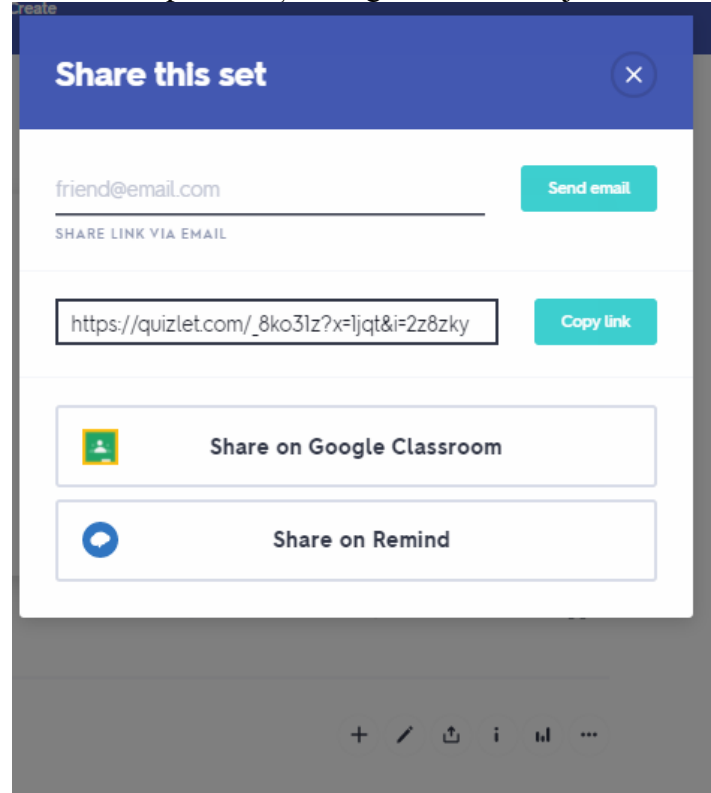 Create
Share this set
friend@email.com
Send email
SHARE LINK VIA EMAIL
https://quizlet.com/_8ko31z?x=1jqt&i=2z8zky
Copy link
Share on Google Classroom
Share on Remind